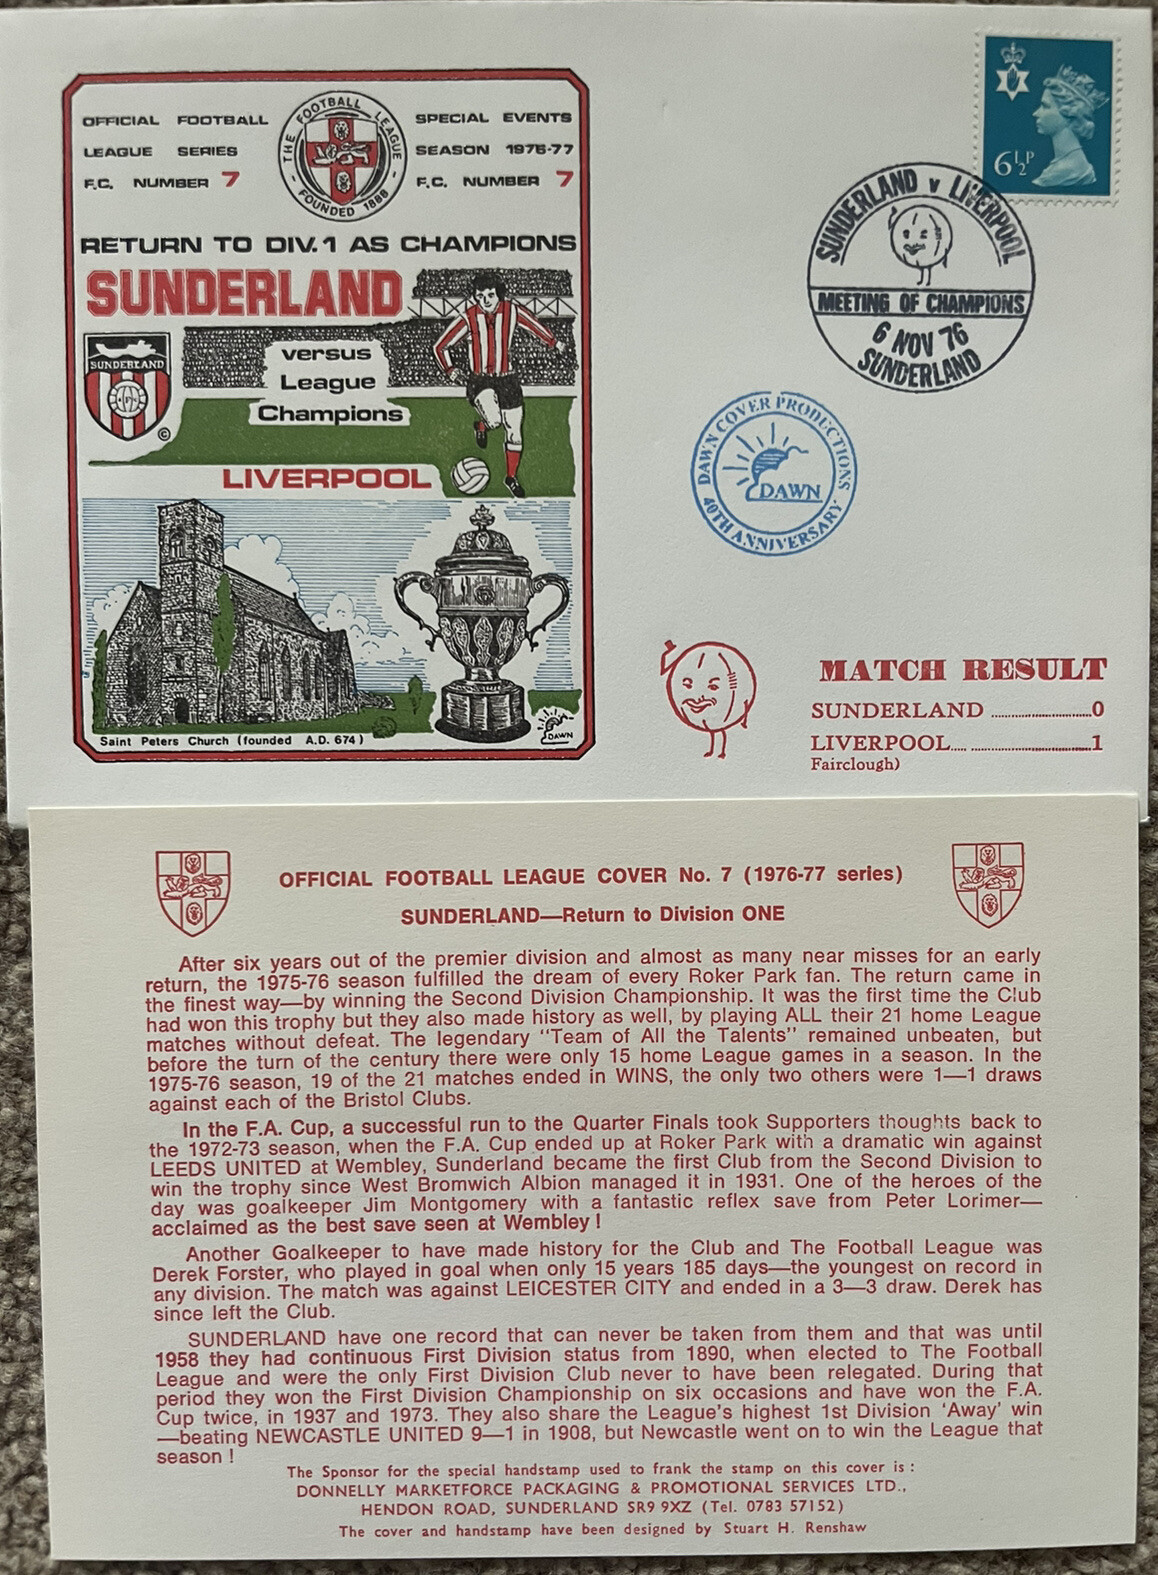 OFFICIAL FOOTBALL
LEAGUE SERIES
F.C. NUMBER 7
THE FOOTBALL LEAGUE
FOUNDED 1888
SPECIAL EVENTS
SEASON 1976-77
F.C. NUMBER 7
RETURN TO DIV. 1 AS CHAMPIONS
SUNDERLAND
SUNDERLAND
©
versus
League
Champions
LIVERPOOL
Saint Peters Church (founded A.D. 674)
DAWN
6½P
SUNDERLAND v LIVERPOOL
MEETING OF CHAMPIONS
6 NOV 76
SUNDERLAND
DAWN COVER PRODUCTIONS
DAWN
40TH ANNIVERSARY
MATCH RESULT
SUNDERLAND ..............................0
LIVERPOOL.... ..............................1
Fairclough)
OFFICIAL FOOTBALL LEAGUE COVER No. 7 (1976-77 series)
SUNDERLAND—Return to Division ONE
After six years out of the premier division and almost as many near misses for an early
return, the 1975-76 season fulfilled the dream of every Roker Park fan. The return came in
the finest way—by winning the Second Division Championship. It was the first time the Club
had won this trophy but they also made history as well, by playing ALL their 21 home League
matches without defeat. The legendary "Team of All the Talents" remained unbeaten, but
before the turn of the century there were only 15 home League games in a season. In the
1975-76 season, 19 of the 21 matches ended in WINS, the only two others were 1—1 draws
against each of the Bristol Clubs.
In the F.A. Cup, a successful run to the Quarter Finals took Supporters thoughts back to
the 1972-73 season, when the F.A. Cup ended up at Roker Park with a dramatic win against
LEEDS UNITED at Wembley, Sunderland became the first Club from the Second Division to
win the trophy since West Bromwich Albion managed it in 1931. One of the heroes of the
day was goalkeeper Jim Montgomery with a fantastic reflex save from Peter Lorimer—
acclaimed as the best save seen at Wembley !
Another Goalkeeper to have made history for the Club and The Football League was
Derek Forster, who played in goal when only 15 years 185 days—the youngest on record in
any division. The match was against LEICESTER CITY and ended in a 3—3 draw. Derek has
since left the Club.
SUNDERLAND have one record that can never be taken from them and that was until
1958 they had continuous First Division status from 1890, when elected to The Football
League and were the only First Division Club never to have been relegated. During that
period they won the First Division Championship on six occasions and have won the F.A.
Cup twice, in 1937 and 1973. They also share the League's highest 1st Division 'Away' win
—beating NEWCASTLE UNITED 9—1 in 1908, but Newcastle went on to win the League that
season !
The Sponsor for the special handstamp used to frank the stamp on this cover is :
DONNELLY MARKETFORCE PACKAGING & PROMOTIONAL SERVICES LTD.,
HENDON ROAD, SUNDERLAND SR9 9XZ (Tel. 0783 57152)
The cover and handstamp have been designed by Stuart H. Renshaw